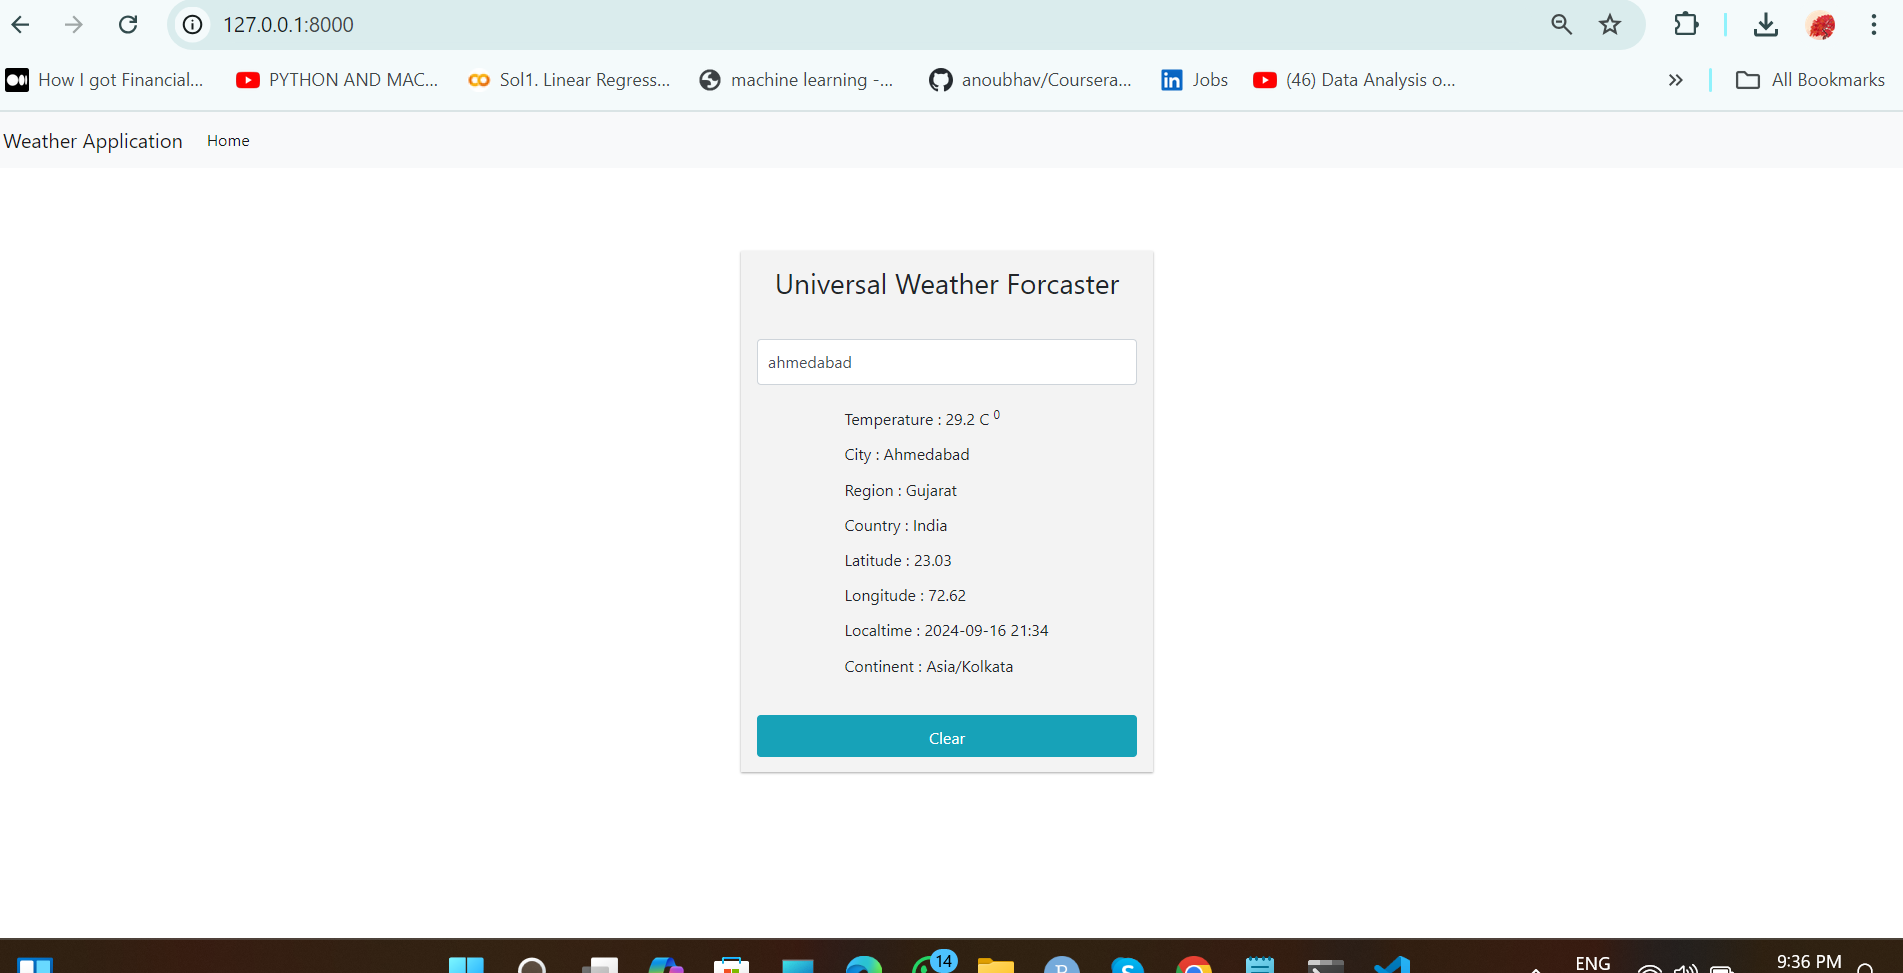 127.0.0.1:8000
How I got Financial... PYTHON AND MAC... Sol1. Linear Regress... machine learning -... anoubhav/Coursera... Jobs (46) Data Analysis o... All Bookmarks
Weather Application Home
Universal Weather Forcaster
ahmedabad
Temperature : 29.2 C 0
City : Ahmedabad
Region : Gujarat
Country : India
Latitude : 23.03
Longitude : 72.62
Localtime : 2024-09-16 21:34
Continent : Asia/Kolkata
Clear
14
ENG 9:36 PM